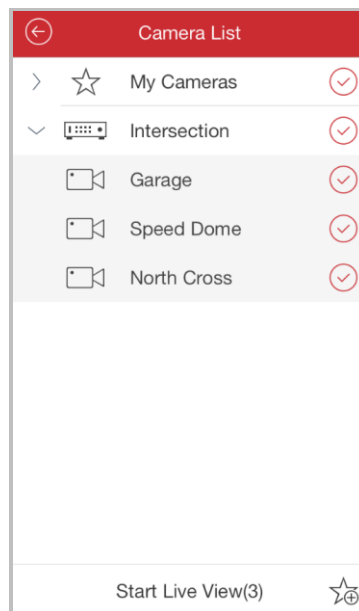 Camera List
My Cameras
Intersection
Garage
Speed Dome
North Cross
Start Live View(3)